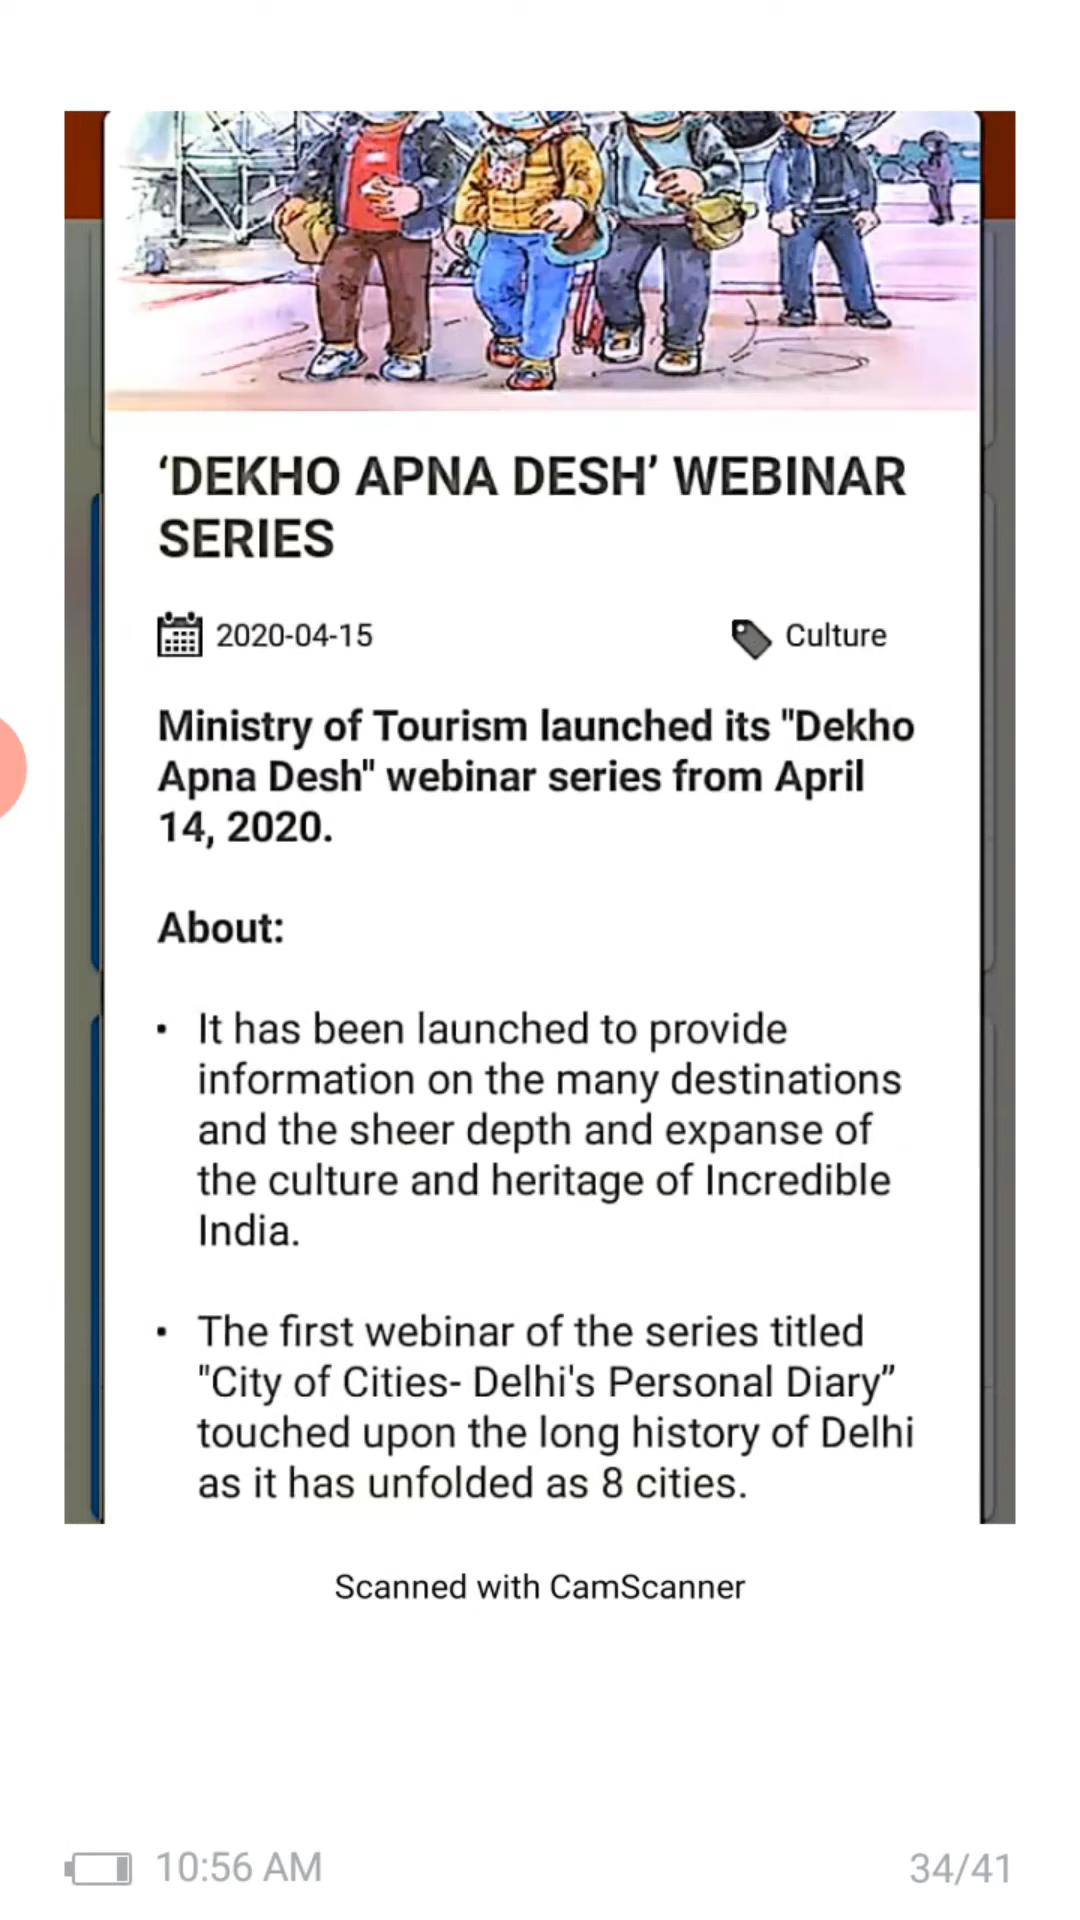 ‘DEKHO APNA DESH’ WEBINAR
SERIES
2020-04-15
Culture
Ministry of Tourism launched its "Dekho
Apna Desh" webinar series from April
14, 2020.
About:
• It has been launched to provide
information on the many destinations
and the sheer depth and expanse of
the culture and heritage of Incredible
India.
• The first webinar of the series titled
"City of Cities- Delhi's Personal Diary”
touched upon the long history of Delhi
as it has unfolded as 8 cities.
Scanned with CamScanner
10:56 AM
34/41